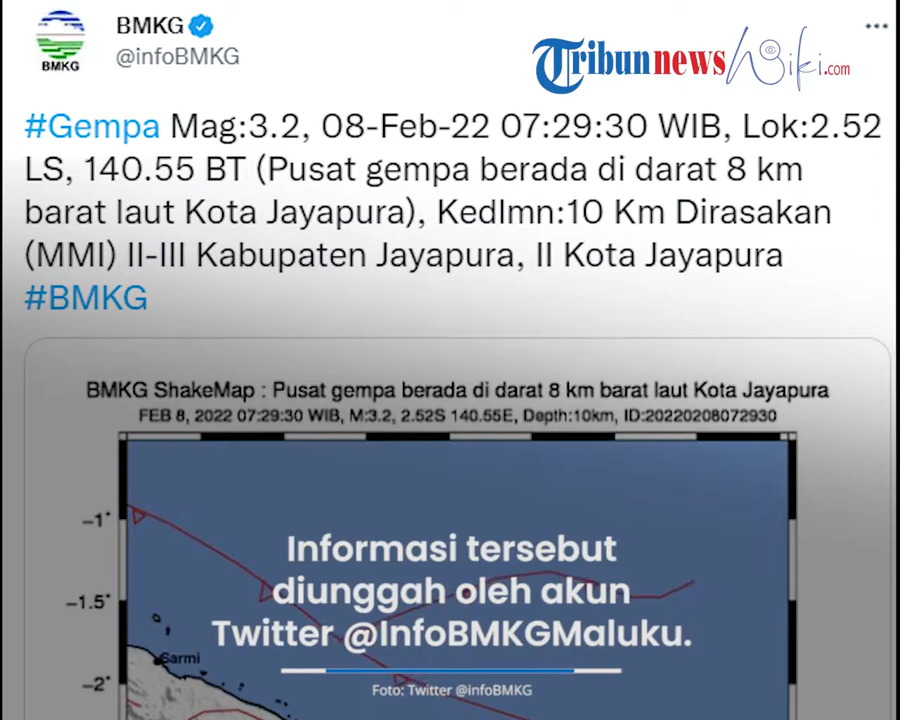 BMKG
@infoBMKG
BMKG
Tribunnews Wiki.com
#Gempa Mag:3.2, 08-Feb-22 07:29:30 WIB, Lok:2.52
LS, 140.55 BT (Pusat gempa berada di darat 8 km
barat laut Kota Jayapura), Kedlmn:10 Km Dirasakan
(MMI) II-III Kabupaten Jayapura, II Kota Jayapura
#BMKG
BMKG ShakeMap : Pusat gempa berada di darat 8 km barat laut Kota Jayapura
FEB 8, 2022 07:29:30 WIB, M:3.2, 2.52S 140.55E, Depth:10km, ID:20220208072930
-1°
Informasi tersebut
diunggah oleh akun
-1.5°
Twitter @InfoBMKGMaluku.
Sarmi
-2°
Foto: Twitter @infoBMKG